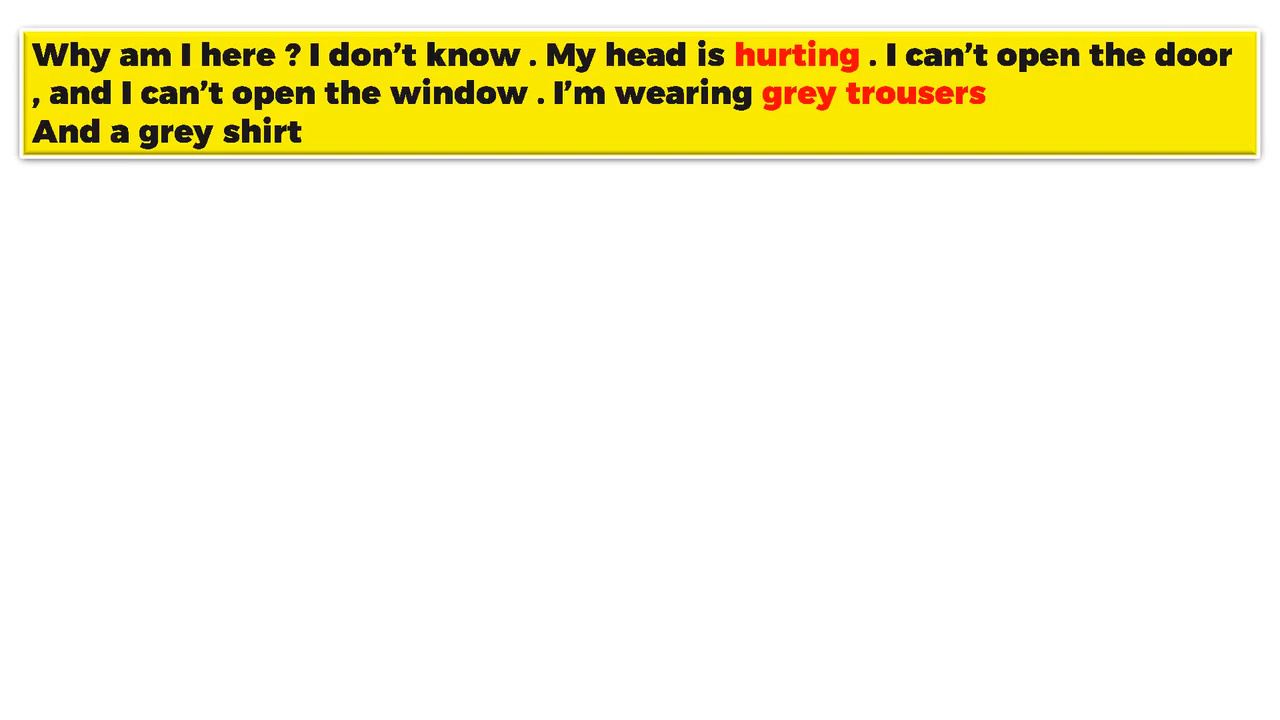 Why am I here ? I don’t know . My head is hurting . I can’t open the door
, and I can’t open the window . I’m wearing grey trousers
And a grey shirt